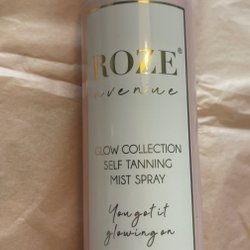 ROZE®
avenue
GLOW COLLECTION
SELF TANNING
MIST SPRAY
You got it
glowing on